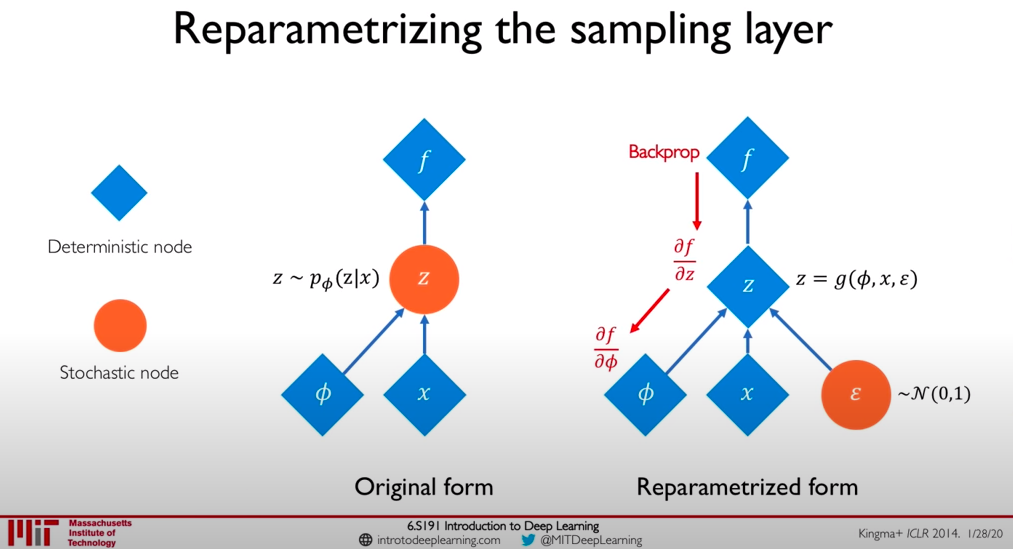 Reparametrizing the sampling layer
Deterministic node
Stochastic node
f
z ~ pϕ(z|x)
z
ϕ
x
Original form
Backprop
f
∂f
∂z
z
z = g(ϕ, x, ε)
∂f
∂ϕ
ϕ
x
ε
~𝒩(0,1)
Reparametrized form
Massachusetts
Institute of
Technology
6.S191 Introduction to Deep Learning
introtodeeplearning.com @MITDeepLearning
Kingma+ ICLR 2014. 1/28/20